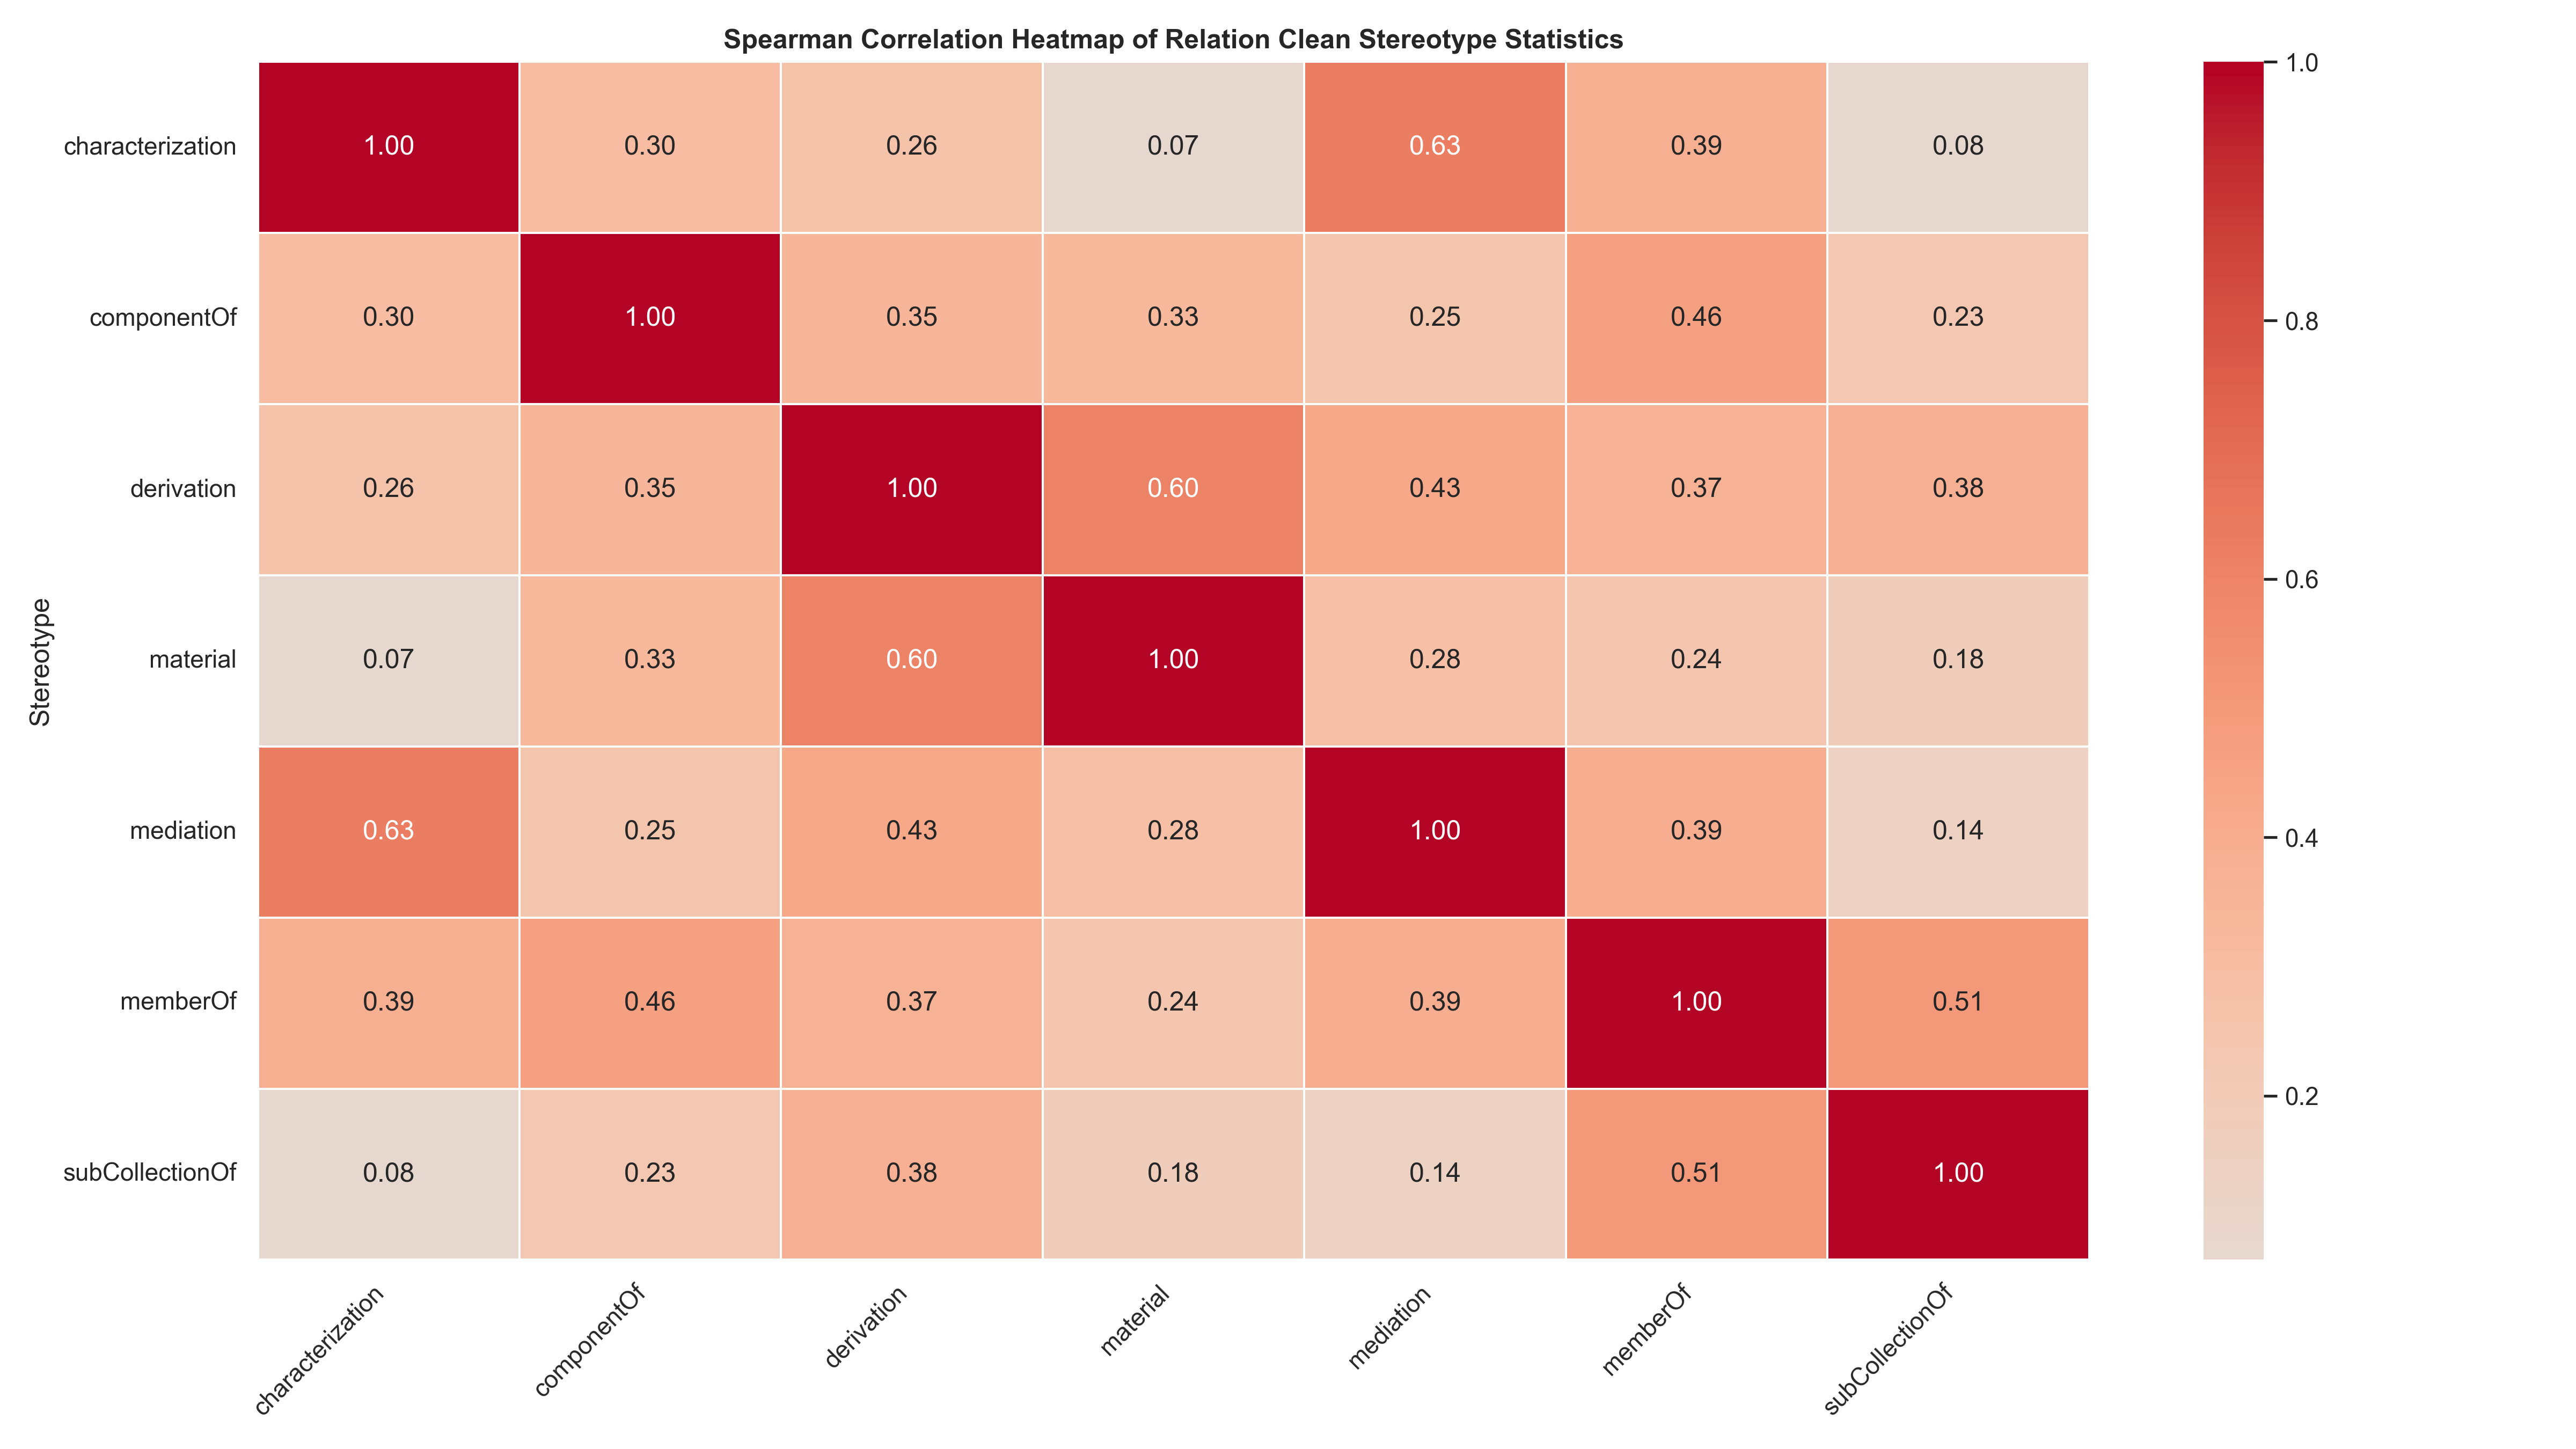 Spearman Correlation Heatmap of Relation Clean Stereotype Statistics
Stereotype
characterization 1.00 0.30 0.26 0.07 0.63 0.39 0.08
componentOf 0.30 1.00 0.35 0.33 0.25 0.46 0.23
derivation 0.26 0.35 1.00 0.60 0.43 0.37 0.38
material 0.07 0.33 0.60 1.00 0.28 0.24 0.18
mediation 0.63 0.25 0.43 0.28 1.00 0.39 0.14
memberOf 0.39 0.46 0.37 0.24 0.39 1.00 0.51
subCollectionOf 0.08 0.23 0.38 0.18 0.14 0.51 1.00
characterization componentOf derivation material mediation memberOf subCollectionOf
1.0
0.8
0.6
0.4
0.2